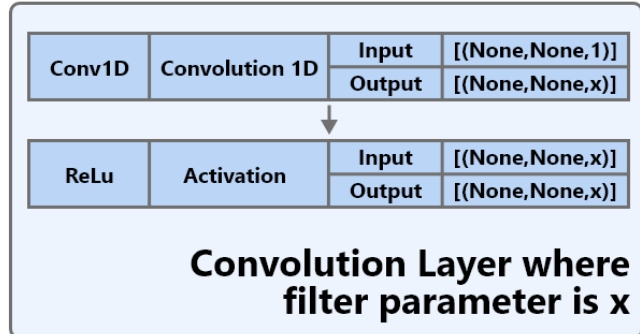 Conv1D Convolution 1D Input [(None,None,1)]
Output [(None,None,x)]
ReLu Activation Input [(None,None,x)]
Output [(None,None,x)]
Convolution Layer where
filter parameter is x